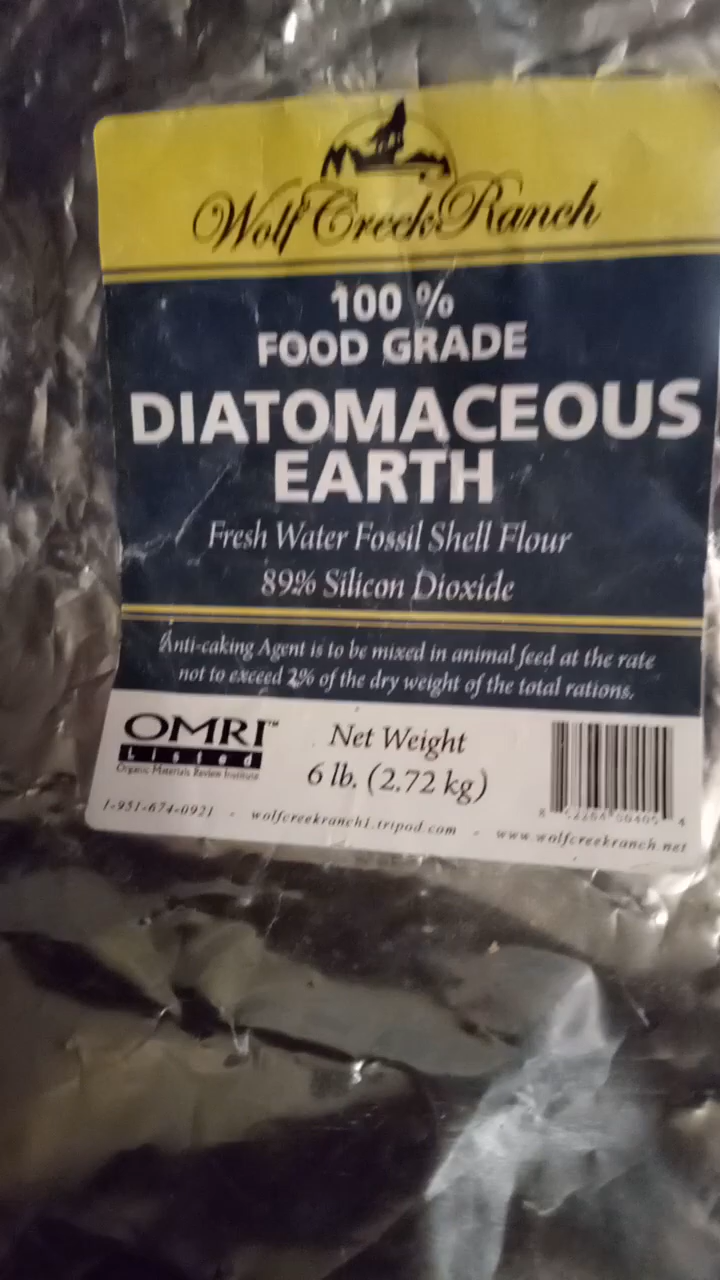 Wolf Creek Ranch
100 %
FOOD GRADE
DIATOMACEOUS
EARTH
Fresh Water Fossil Shell Flour
89% Silicon Dioxide
Anti-caking Agent is to be mixed in animal feed at the rate
not to exceed 2% of the dry weight of the total rations.
OMRI™
Listed
Organic Materials Review Institute
Net Weight
6 lb. (2.72 kg)
1-951-674-0921 - wolfcreekranch1.tripod.com - www.wolfcreekranch.net